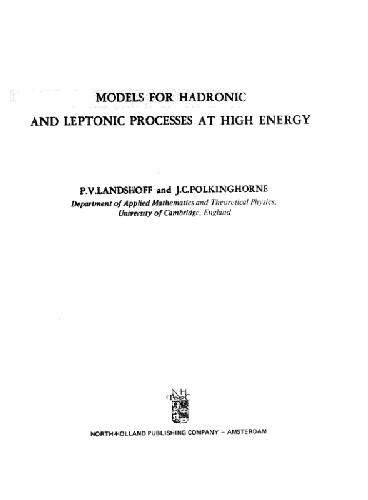 MODELS FOR HADRONIC
AND LEPTONIC PROCESSES AT HIGH ENERGY
P.V.LANDSHOFF and J.C.POLKINGHORNE
Department of Applied Mathematics and Theoretical Physics,
University of Cambridge, England
NH
NORTH-HOLLAND PUBLISHING COMPANY – AMSTERDAM